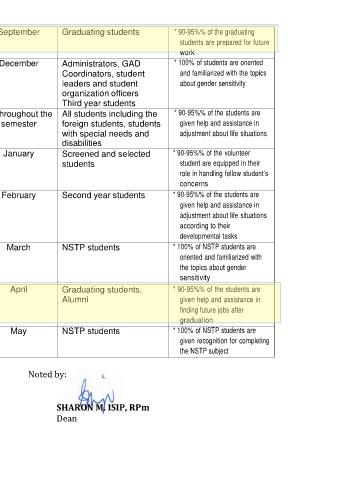 September Graduating students * 90-95%% of the graduating
students are prepared for future
work
December Administrators, GAD * 100% of students are oriented
Coordinators, student and familiarized with the topics
leaders and student about gender sensitivity
organization officers
Third year students
hroughout the All students including the * 90-95%% of the students are
semester foreign students, students given help and assistance in
with special needs and adjustment about life situations
disabilities
January Screened and selected * 90-95%% of the volunteer
students student are equipped in their
role in handling fellow student's
concerns
February Second year students * 90-95%% of the students are
given help and assistance in
adjustment about life situations
according to their
developmental tasks
March NSTP students * 100% of NSTP students are
oriented and familiarized with
the topics about gender
sensitivity
April Graduating students, * 90-95%% of the students are
Alumni given help and assistance in
finding future jobs after
graduation
May NSTP students * 100% of NSTP students are
given recognition for completing
the NSTP subject
Noted by:
SHARON M. ISIP, RPm
Dean